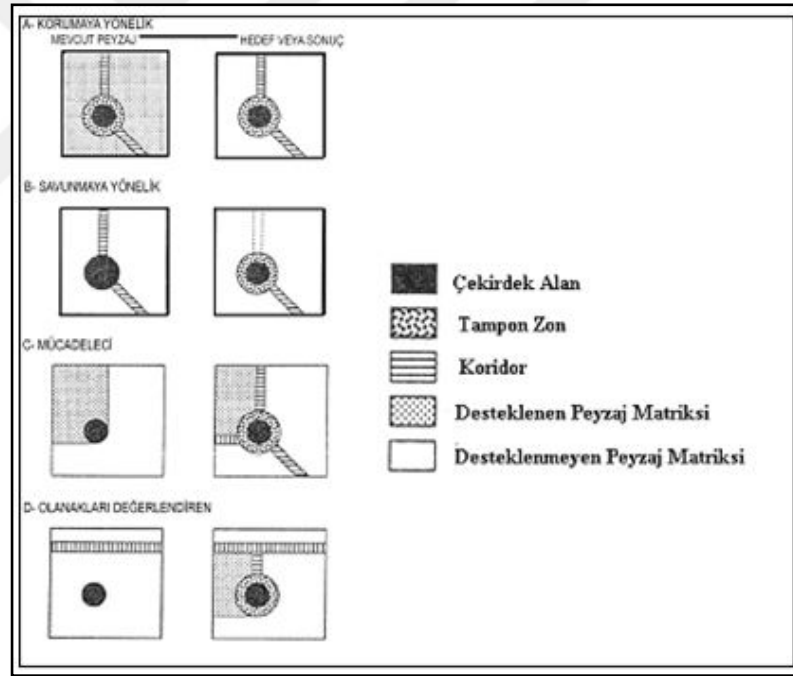 A- KORUMAYA YÖNELİK
MEVCUT PEYZAJ HEDEF VEYA SONUÇ
B- SAVUNMAYA YÖNELİK
C- MÜCADELECİ
D- OLANAKLARI DEĞERLENDİREN
Çekirdek Alan
Tampon Zon
Koridor
Desteklenen Peyzaj Matriksi
Desteklenmeyen Peyzaj Matriksi